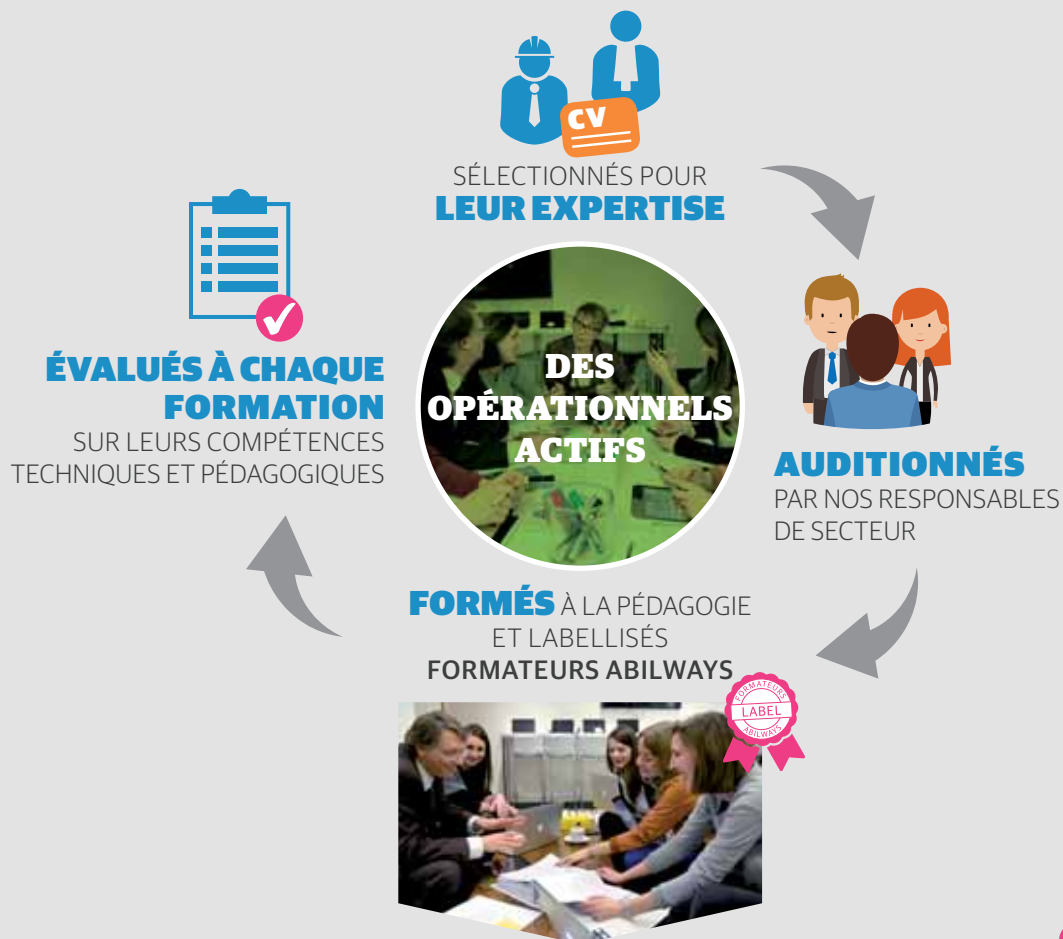 CV
SÉLECTIONNÉS POUR
LEUR EXPERTISE
AUDITIONNÉS
PAR NOS RESPONSABLES
DE SECTEUR
FORMÉS À LA PÉDAGOGIE
ET LABELLISÉS
FORMATEURS ABILWAYS
FORMATEURS
LABEL
ABILWAYS
ÉVALUÉS À CHAQUE
FORMATION
SUR LEURS COMPÉTENCES
TECHNIQUES ET PÉDAGOGIQUES
DES
OPÉRATIONNELS
ACTIFS